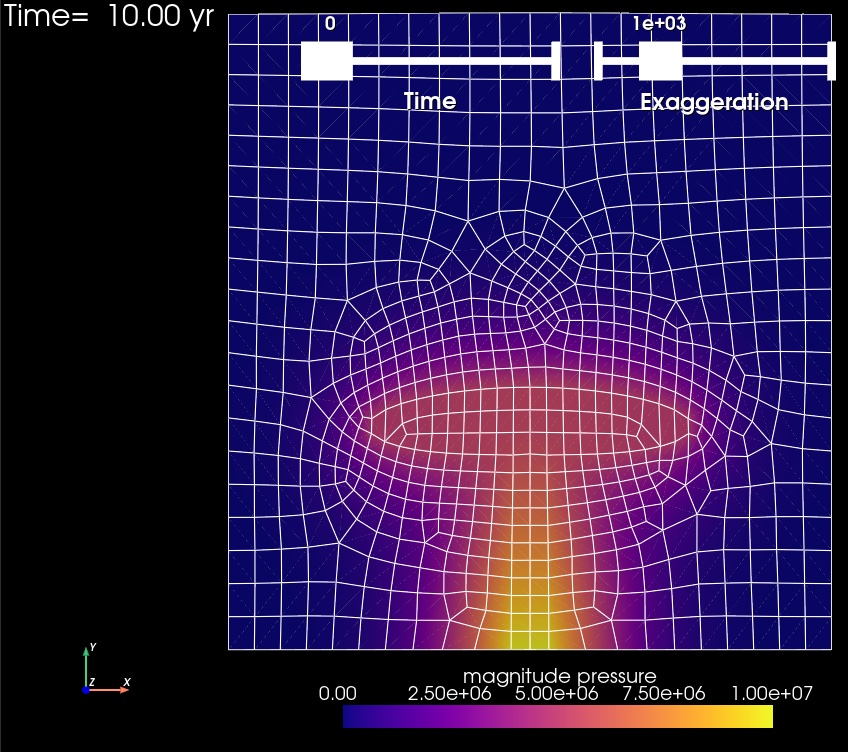 Time= 10.00 yr
0 1e+03
Time Exaggeration
Y
Z X
magnitude pressure
0.00 2.50e+06 5.00e+06 7.50e+06 1.00e+07